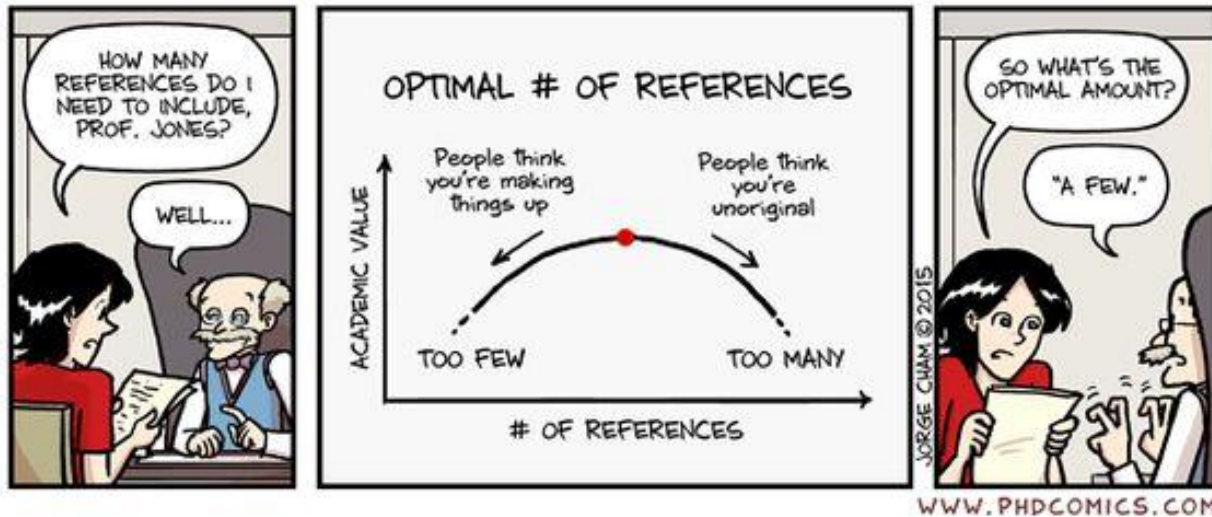 HOW MANY
REFERENCES DO I
NEED TO INCLUDE,
PROF. JONES?
WELL...
OPTIMAL # OF REFERENCES
People think
you're making
things up
People think
you're
unoriginal
ACADEMIC VALUE
TOO FEW
TOO MANY
# OF REFERENCES
SO WHAT'S THE
OPTIMAL AMOUNT?
"A FEW."
JORGE CHAM © 2015
WWW.PHDCOMICS.COM